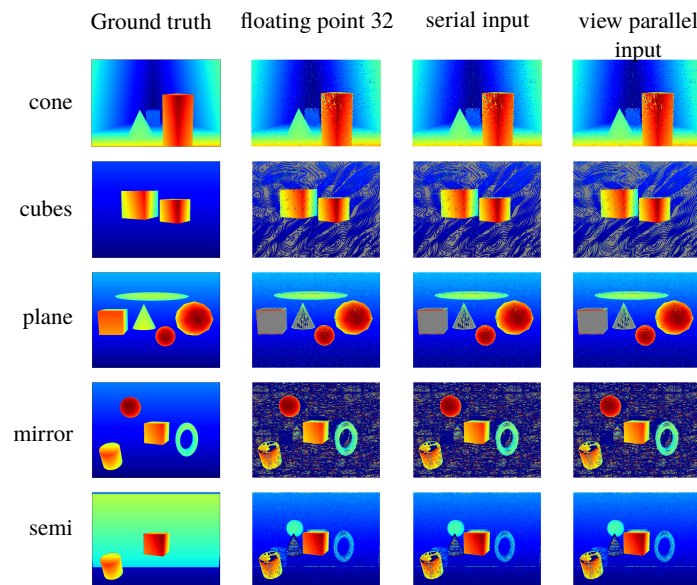 Ground truth floating point 32 serial input view parallel
input
cone
cubes
plane
mirror
semi